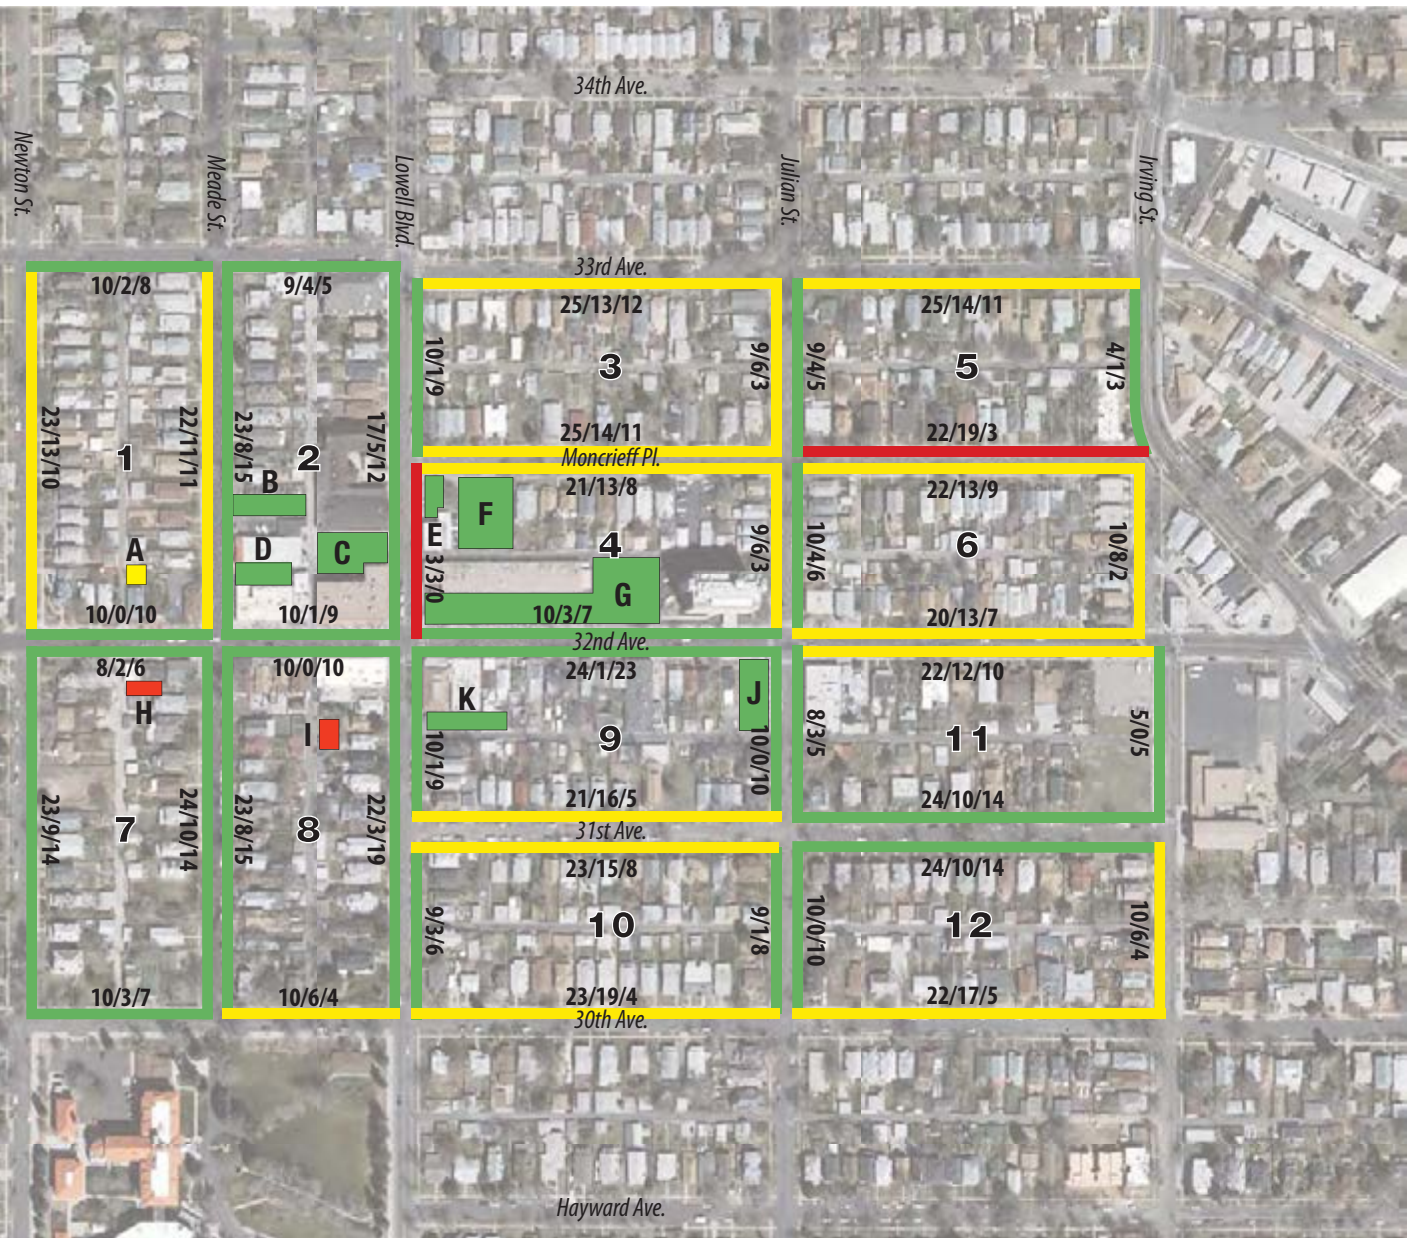 34th Ave.
Newton St.
Meade St.
Lowell Blvd.
Julian St.
Irving St.
33rd Ave.
10/2/8
9/4/5
25/13/12
25/14/11
23/13/10
22/11/11
1
23/8/15
17/5/12
2
10/1/9
9/6/3
3
9/4/5
4/1/3
5
25/14/11
22/19/3
Moncrieff Pl.
B
A
D
C
E
F
21/13/8
22/13/9
3/3/0
4
9/6/3
10/4/6
6
10/8/2
G
10/0/10
10/1/9
10/3/7
20/13/7
32nd Ave.
8/2/6
10/0/10
24/1/23
22/12/10
H
I
K
J
10/1/9
9
10/0/10
8/3/5
11
5/0/5
23/9/14
7
24/10/14
23/8/15
8
22/3/19
21/16/5
24/10/14
31st Ave.
23/15/8
24/10/14
9/3/6
10
9/1/8
10/0/10
12
10/6/4
10/3/7
10/6/4
23/19/4
22/17/5
30th Ave.
Hayward Ave.